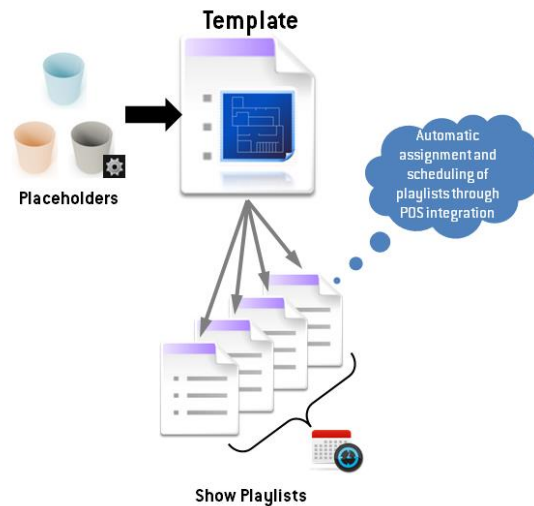 Template
Placeholders
Automatic
assignment and
scheduling of
playlists through
POS integration
Show Playlists